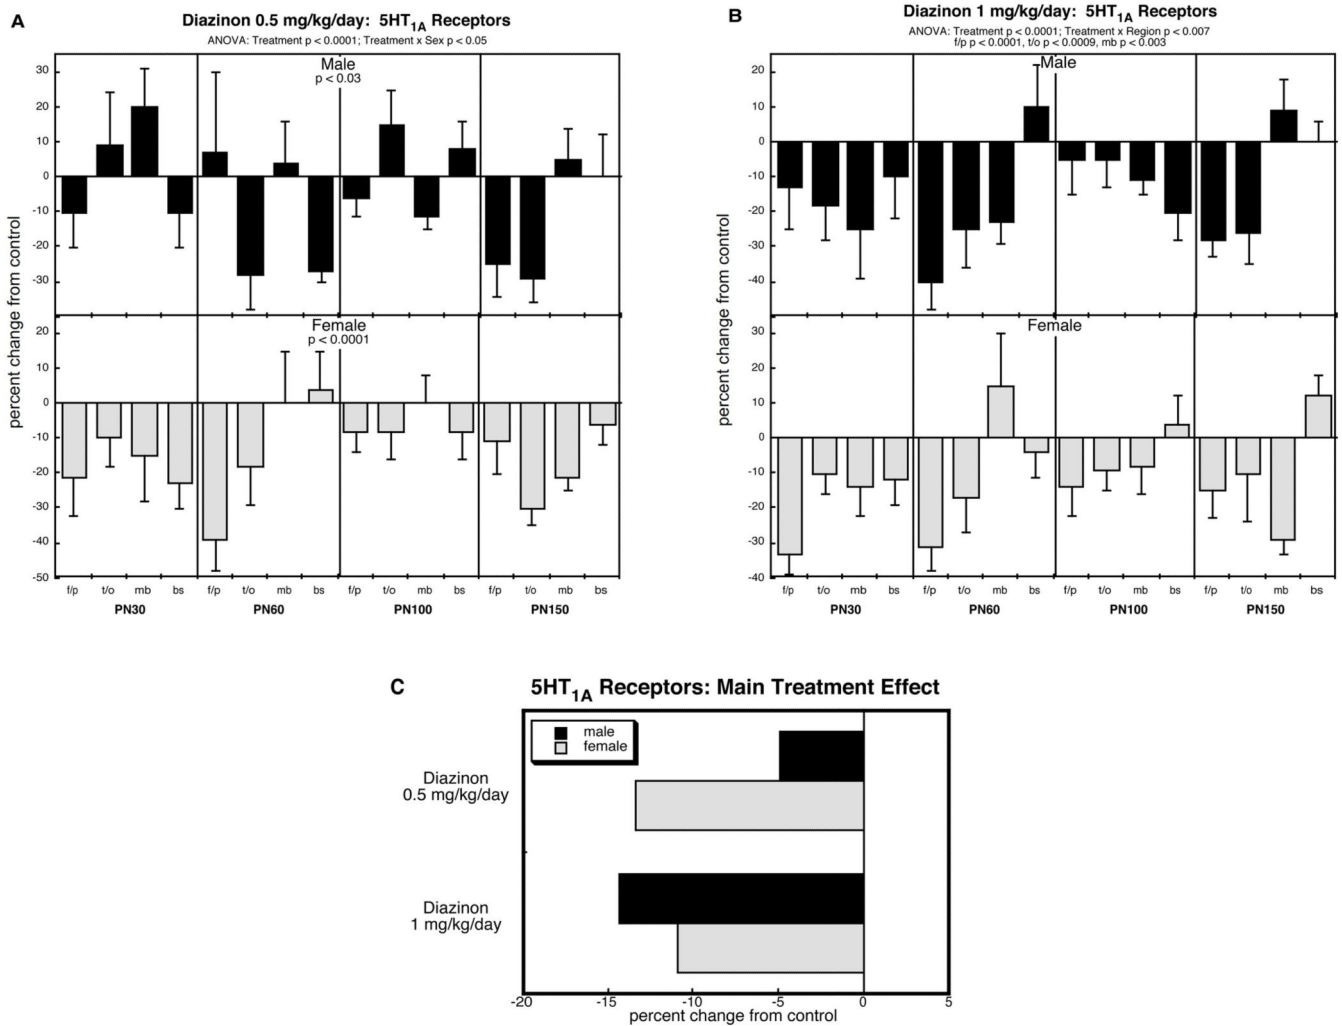 A
Diazinon 0.5 mg/kg/day: 5HT1A Receptors
ANOVA: Treatment p < 0.0001; Treatment x Sex p < 0.05
Male
p < 0.03
30
20
10
0
-10
-20
-30
percent change from control
Female
p < 0.0001
20
10
0
-10
-20
-30
-40
-50
f/p t/o mb bs f/p t/o mb bs f/p t/o mb bs f/p t/o mb bs
PN30 PN60 PN100 PN150
B
Diazinon 1 mg/kg/day: 5HT1A Receptors
ANOVA: Treatment p < 0.0001; Treatment x Region p < 0.007
f/p p < 0.0001, t/o p < 0.0009, mb p < 0.003
Male
20
10
0
-10
-20
-30
-40
percent change from control
Female
30
20
10
0
-10
-20
-30
-40
f/p t/o mb bs f/p t/o mb bs f/p t/o mb bs f/p t/o mb bs
PN30 PN60 PN100 PN150
C
5HT1A Receptors: Main Treatment Effect
male
female
Diazinon
0.5 mg/kg/day
Diazinon
1 mg/kg/day
-20 -15 -10 -5 0 5
percent change from control